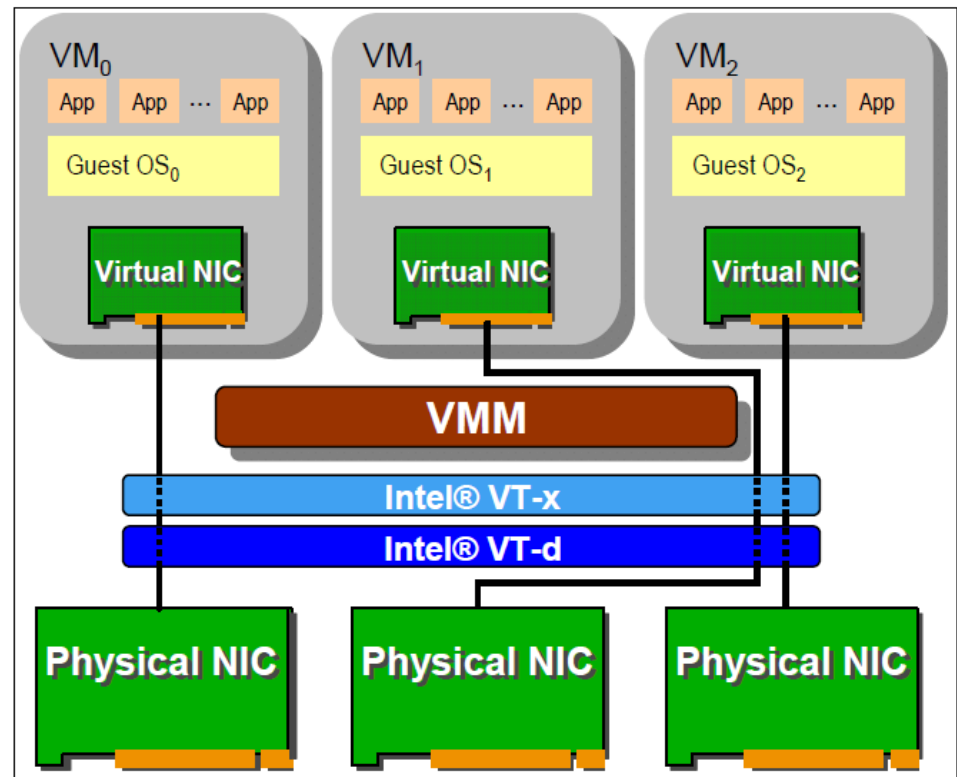 VM₀ VM₁ VM₂
App App ... App App App ... App App App ... App
Guest OS₀ Guest OS₁ Guest OS₂
Virtual NIC Virtual NIC Virtual NIC
VMM
Intel® VT-x
Intel® VT-d
Physical NIC Physical NIC Physical NIC